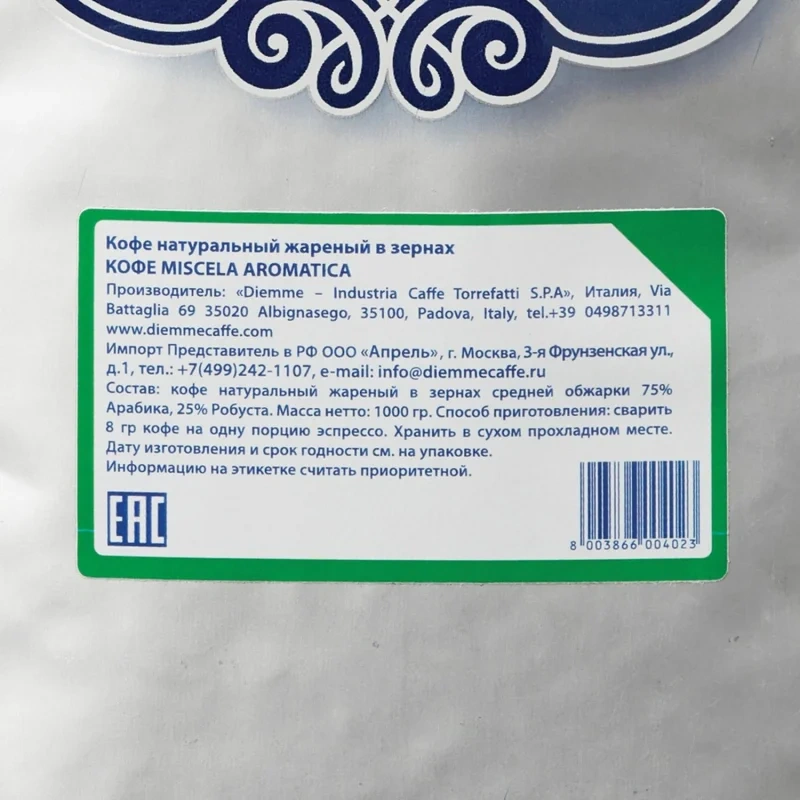 Кофе натуральный жареный в зернах
КОФЕ MISCELA AROMATICA
Производитель: «Diemme – Industria Caffe Torrefatti S.P.A», Италия, Via
Battaglia 69 35020 Albignasego, 35100, Padova, Italy, tel.+39 0498713311
www.diemmecaffe.com
Импорт Представитель в РФ ООО «Апрель», г. Москва, 3-я Фрунзенская ул.,
д.1, тел.: +7(499)242-1107, e-mail: info@diemmecaffe.ru
Состав: кофе натуральный жареный в зернах средней обжарки 75%
Арабика, 25% Робуста. Масса нетто: 1000 гр. Способ приготовления: сварить
8 гр кофе на одну порцию эспрессо. Хранить в сухом прохладном месте.
Дату изготовления и срок годности см. на упаковке.
Информацию на этикетке считать приоритетной.
EAC
8 003866 004023